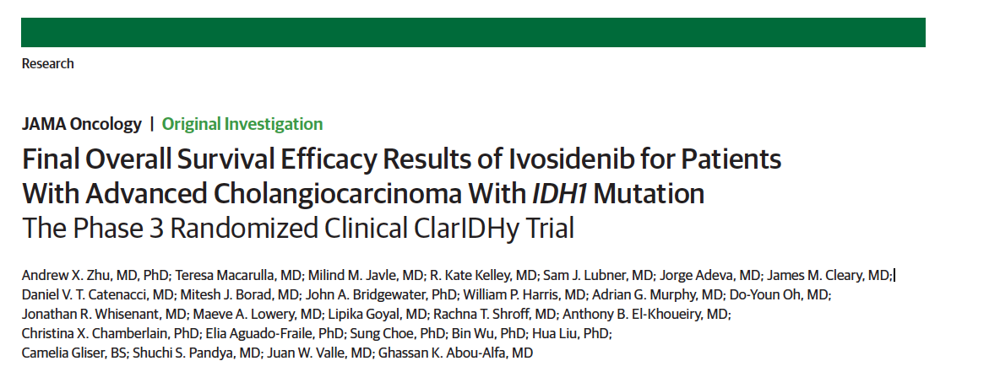 Research
JAMA Oncology | Original Investigation
Final Overall Survival Efficacy Results of Ivosidenib for Patients
With Advanced Cholangiocarcinoma With IDH1 Mutation
The Phase 3 Randomized Clinical ClarIDHy Trial
Andrew X. Zhu, MD, PhD; Teresa Macarulla, MD; Milind M. Javle, MD; R. Kate Kelley, MD; Sam J. Lubner, MD; Jorge Adeva, MD; James M. Cleary, MD;
Daniel V. T. Catenacci, MD; Mitesh J. Borad, MD; John A. Bridgewater, PhD; William P. Harris, MD; Adrian G. Murphy, MD; Do-Youn Oh, MD;
Jonathan R. Whisenant, MD; Maeve A. Lowery, MD; Lipika Goyal, MD; Rachna T. Shroff, MD; Anthony B. El-Khoueiry, MD;
Christina X. Chamberlain, PhD; Elia Aguado-Fraile, PhD; Sung Choe, PhD; Bin Wu, PhD; Hua Liu, PhD;
Camelia Gliser, BS; Shuchi S. Pandya, MD; Juan W. Valle, MD; Ghassan K. Abou-Alfa, MD